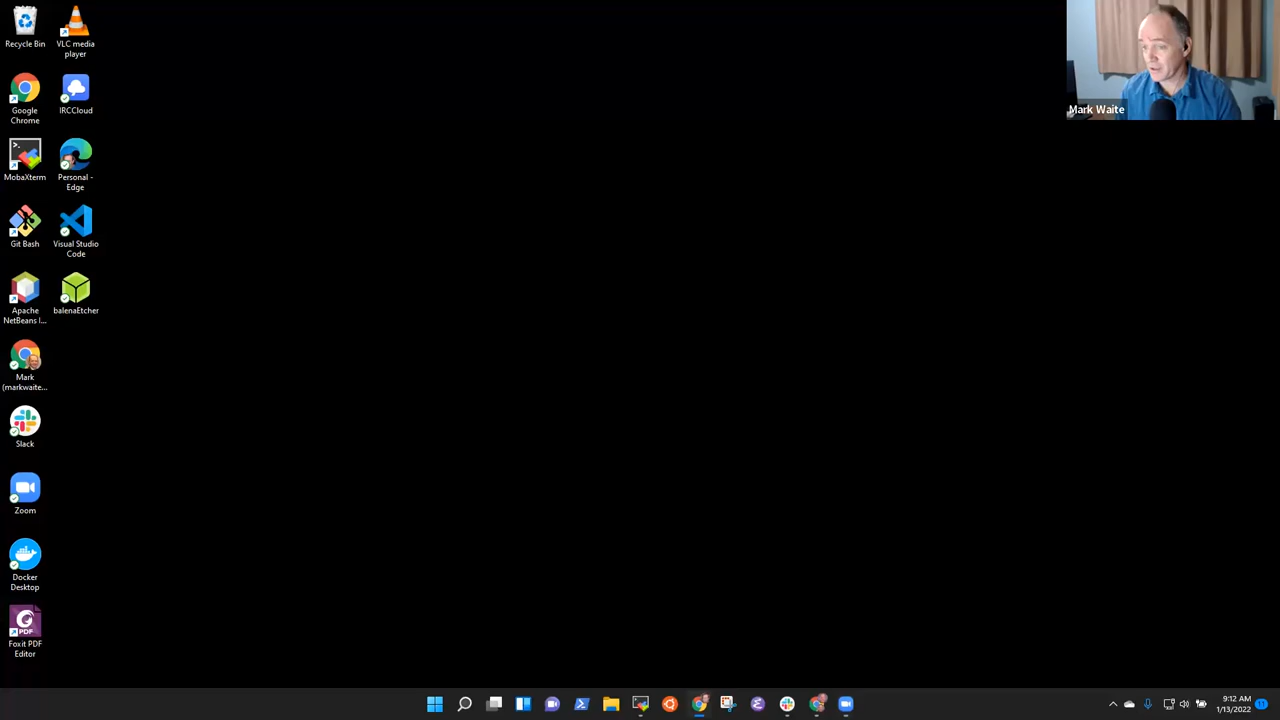 Recycle Bin
VLC media
player
Google
Chrome
IRCCloud
MobaXterm
Personal -
Edge
Git Bash
Visual Studio
Code
Apache
NetBeans I...
balenaEtcher
Mark
(markwaite...
Slack
Zoom
Docker
Desktop
PDF
Foxit PDF
Editor
Mark Waite
9:12 AM
1/13/2022